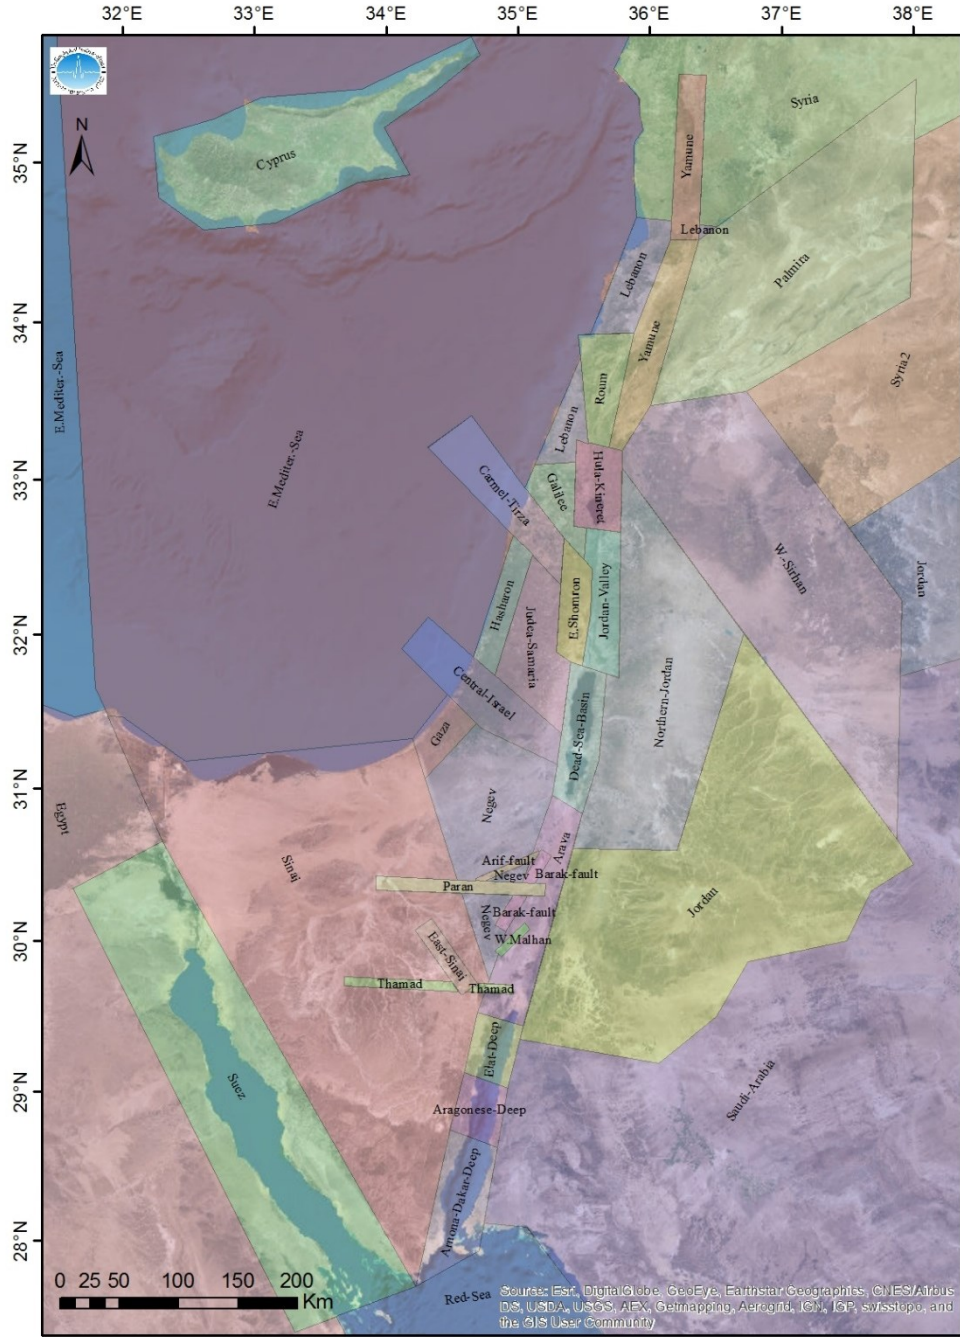 32°E 33°E 34°E 35°E 36°E 37°E 38°E
N
Syria
35°N
Cyprus
Yamune
Lebanon
Lebanon
Palmira
34°N
Yamune
E.Mediter.-Sea
Syria2
Roum
Lebanon
E.Mediter.-Sea
33°N
Hula-Kineret
Galilee
Carmel-Tirza
W.-Sirhan
Jordan
Hasharon
E.Shomron
Jordan-Valley
32°N
Judea-Samaria
Central-Israel
Northern-Jordan
Gaza
Dead-Sea-Basin
31°N
Negev
Egypt
Sinai
Arava
Arif-fault
Negev
Barak-fault
Paran
Jordan
Barak-fault
Negev
30°N
W.Malhan
East-Sinai
Thamad
Thamad
Elat-Deep
29°N
Suez
Saudi-Arabia
Aragonese-Deep
Arnona-Dakar-Deep
28°N
0 25 50 100 150 200
Km
Red-Sea
Source: Esri, DigitalGlobe, GeoEye, Earthstar Geographics, CNES/Airbus
DS, USDA, USGS, AEX, Getmapping, Aerogrid, IGN, IGP, swisstopo, and
the GIS User Community